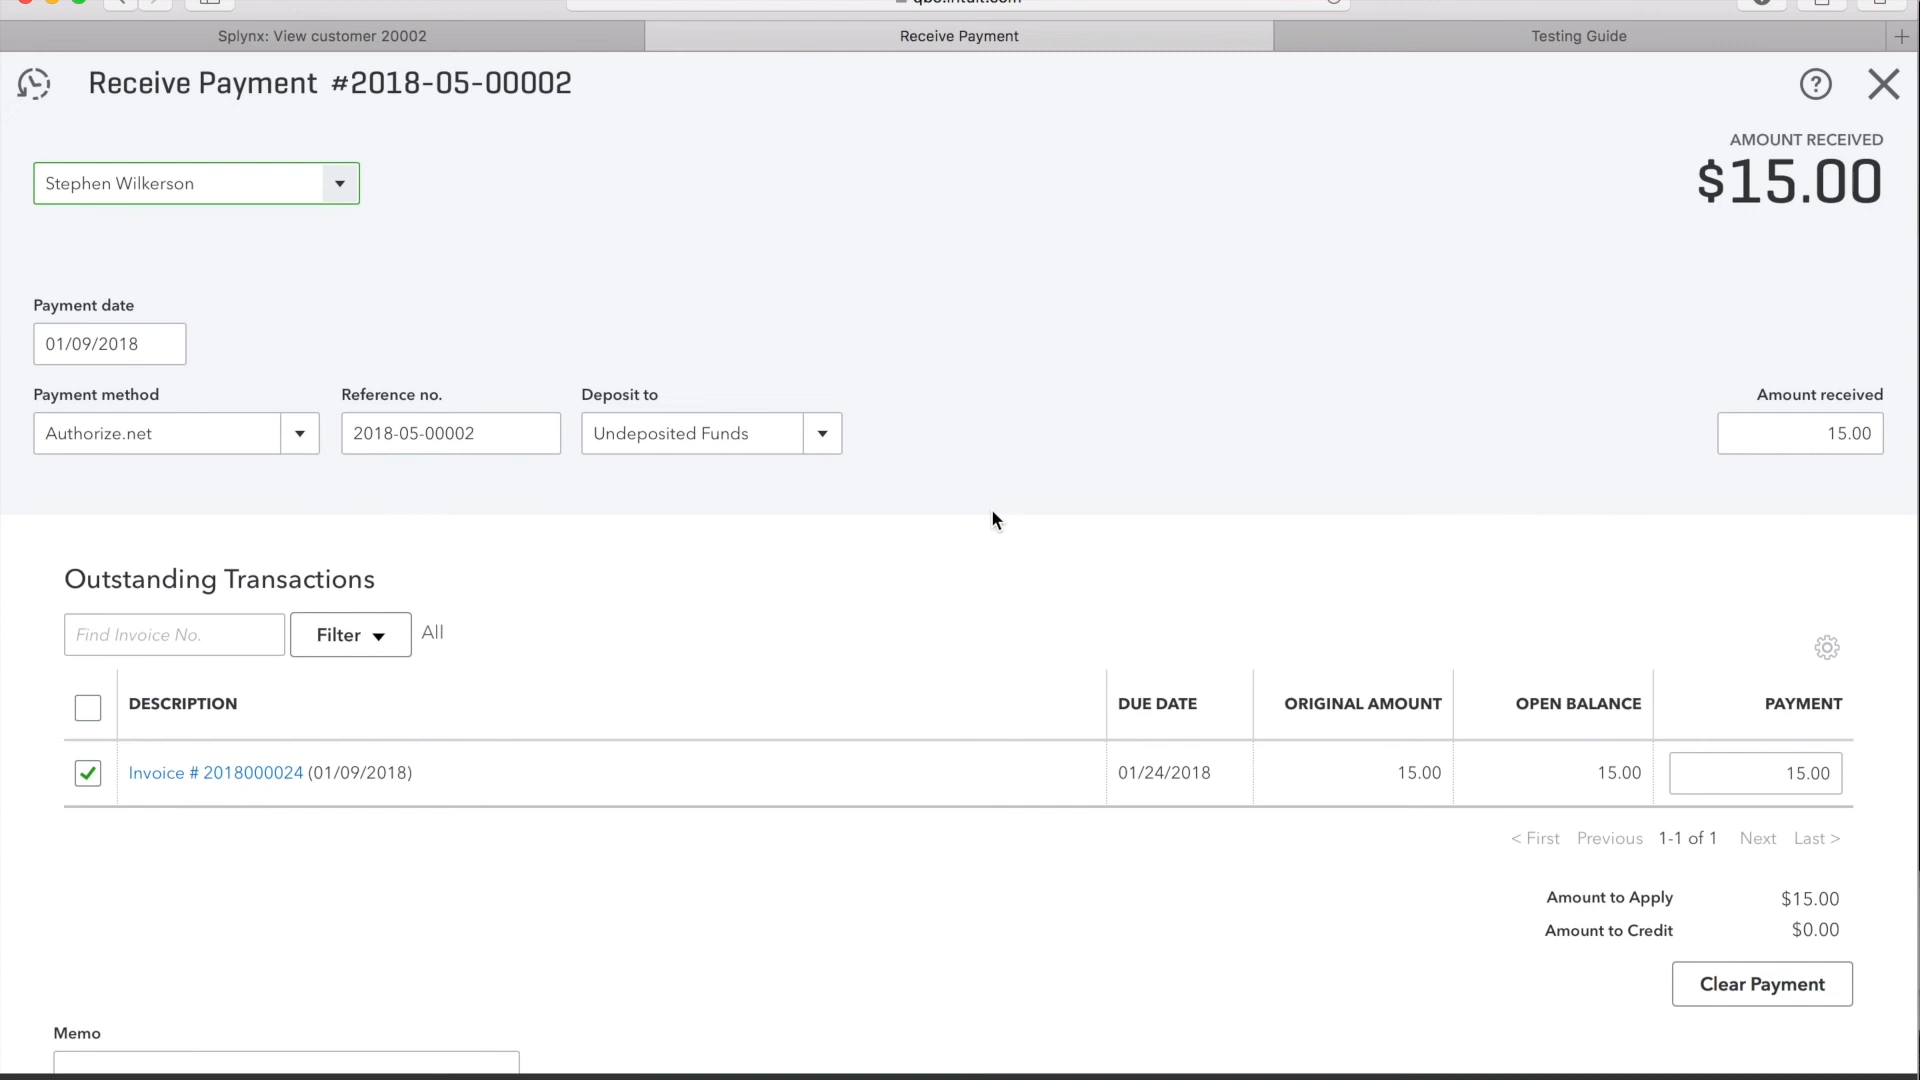 Splynx: View customer 20002
Receive Payment
Testing Guide
Receive Payment #2018-05-00002
AMOUNT RECEIVED
$15.00
Stephen Wilkerson
Payment date
01/09/2018
Payment method
Reference no.
Deposit to
Amount received
Authorize.net
2018-05-00002
Undeposited Funds
15.00
Outstanding Transactions
Find Invoice No.
Filter
All
DESCRIPTION
DUE DATE
ORIGINAL AMOUNT
OPEN BALANCE
PAYMENT
Invoice # 2018000024 (01/09/2018)
01/24/2018
15.00
15.00
15.00
< First Previous 1-1 of 1 Next Last >
Amount to Apply $15.00
Amount to Credit $0.00
Clear Payment
Memo